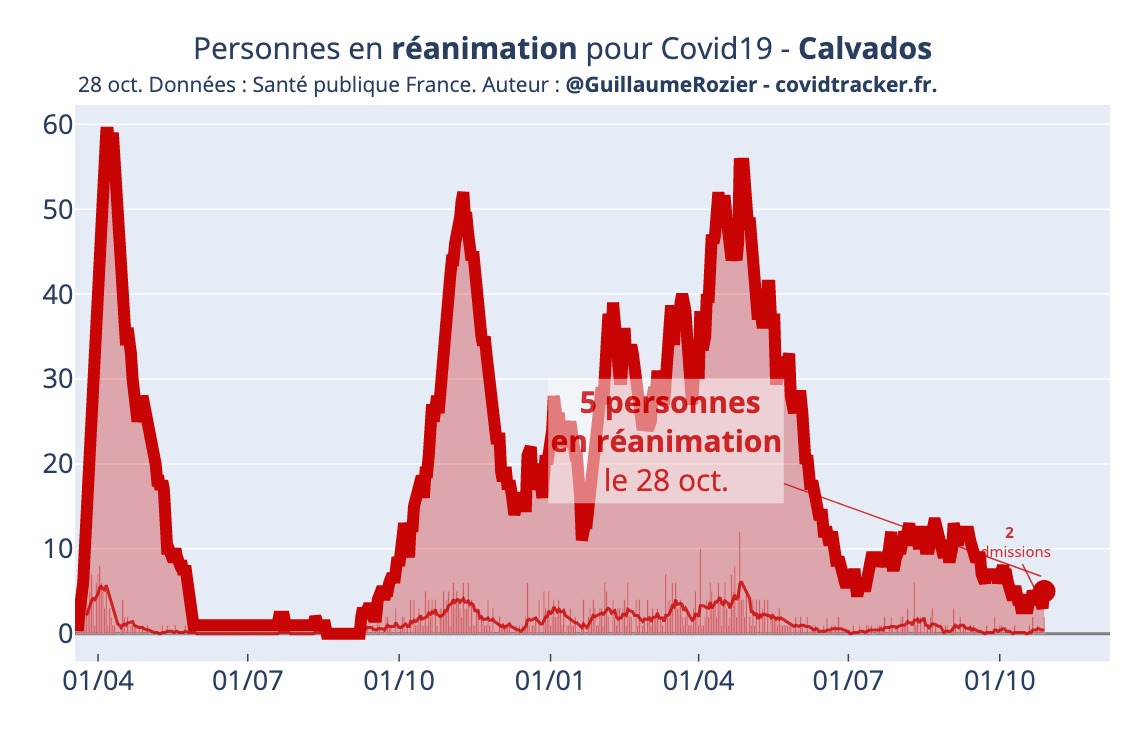 Personnes en réanimation pour Covid19 - Calvados
28 oct. Données : Santé publique France. Auteur : @GuillaumeRozier - covidtracker.fr.
60
50
40
30
20
10
0
5 personnes
en réanimation
le 28 oct.
2
dmissions
01/04
01/07
01/10
01/01
01/04
01/07
01/10